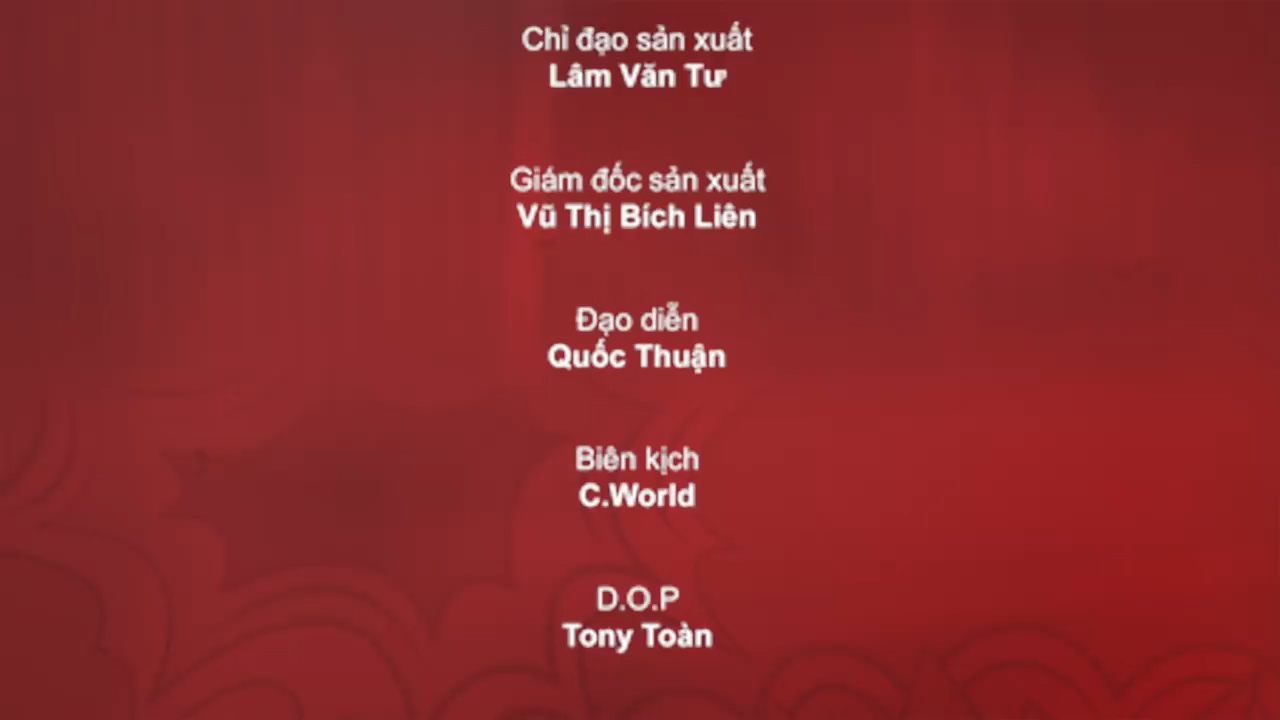 Chỉ đạo sản xuất
Lâm Văn Tư
Giám đốc sản xuất
Vũ Thị Bích Liên
Đạo diễn
Quốc Thuận
Biên kịch
C.World
D.O.P
Tony Toàn